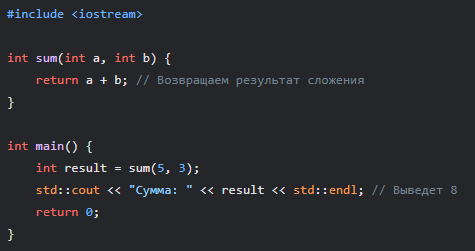 #include <iostream>

int sum(int a, int b) {
    return a + b; // Возвращаем результат сложения
}

int main() {
    int result = sum(5, 3);
    std::cout << "Сумма: " << result << std::endl; // Выведет 8
    return 0;
}